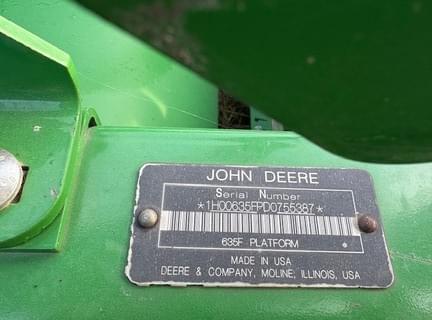 JOHN DEERE
Serial Number
*1H00635FPD0755387*
635F PLATFORM
MADE IN USA
DEERE & COMPANY, MOLINE, ILLINOIS, USA